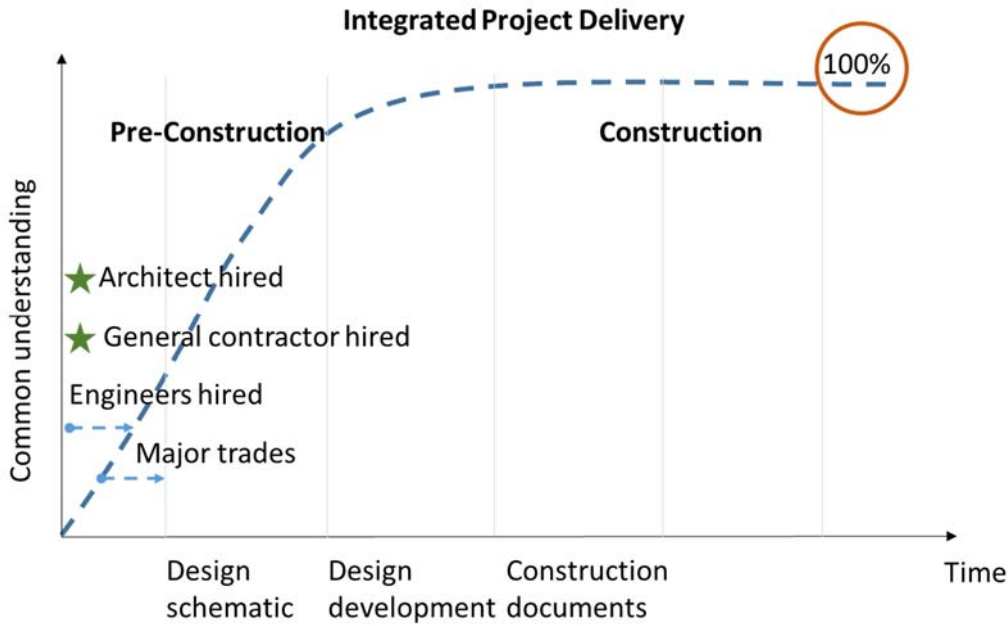 Integrated Project Delivery
100%
Pre-Construction
Construction
Common understanding
Architect hired
General contractor hired
Engineers hired
Major trades
Design
schematic
Design
development
Construction
documents
Time